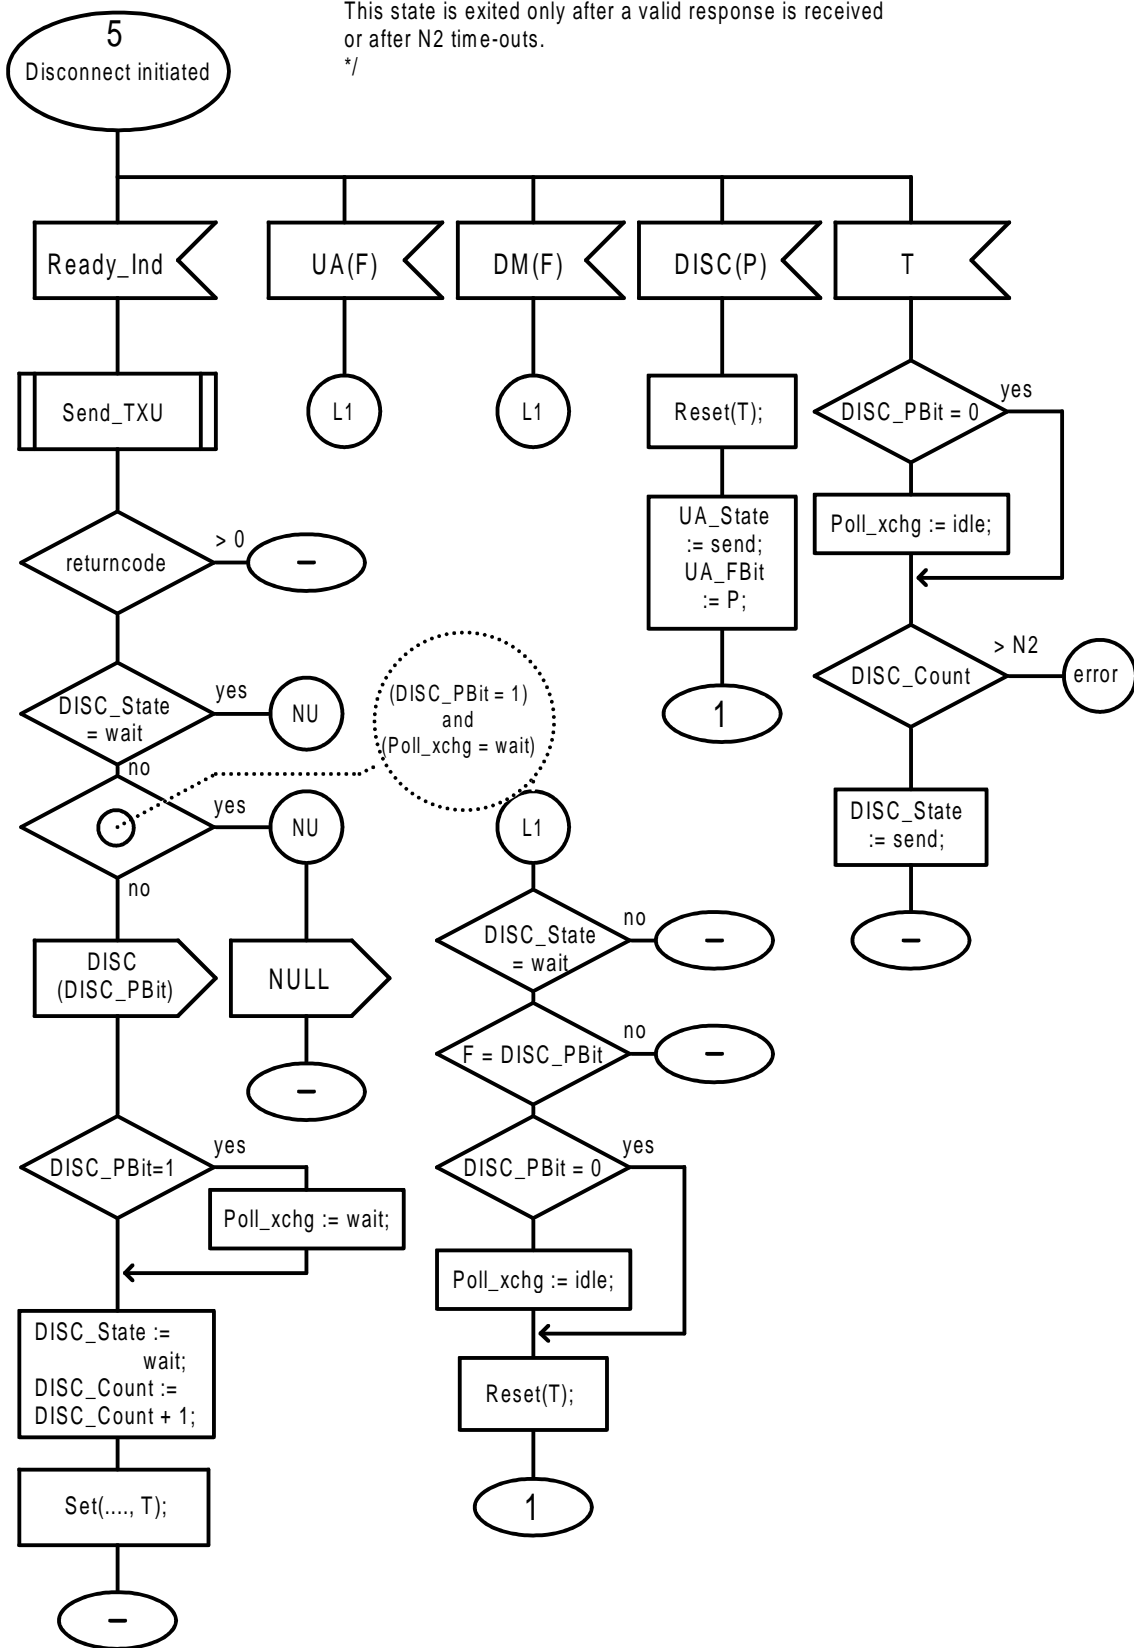 This state is exited only after a valid response is received
or after N2 time-outs.
*/
5
Disconnect initiated
Ready_Ind
UA(F)
DM(F)
DISC(P)
T
Send_TXU
L1
L1
Reset(T);
DISC_PBit = 0
yes
returncode
> 0
–
UA_State
:= send;
UA_FBit
:= P;
Poll_xchg := idle;
DISC_State
= wait
yes
no
NU
(DISC_PBit = 1)
and
(Poll_xchg = wait)
1
DISC_Count
> N2
error
yes
no
NU
L1
DISC_State
:= send;
–
DISC
(DISC_PBit)
NULL
–
DISC_State
= wait
no
–
F = DISC_PBit
no
–
DISC_PBit=1
yes
Poll_xchg := wait;
DISC_PBit = 0
yes
Poll_xchg := idle;
DISC_State :=
wait;
DISC_Count :=
DISC_Count + 1;
Reset(T);
Set(...., T);
1
–